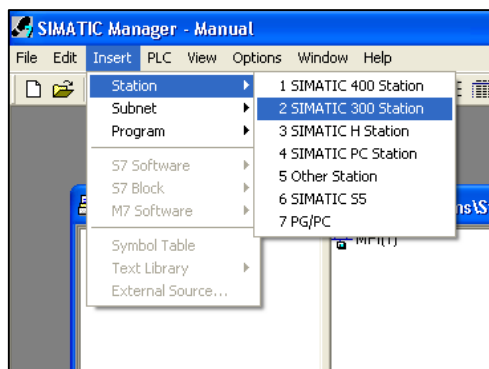 SIMATIC Manager - Manual
File Edit Insert PLC View Options Window Help
Station
Subnet
Program
S7 Software
S7 Block
M7 Software
Symbol Table
Text Library
External Source...
1 SIMATIC 400 Station
2 SIMATIC 300 Station
3 SIMATIC H Station
4 SIMATIC PC Station
5 Other Station
6 SIMATIC S5
7 PG/PC
MPI(1)